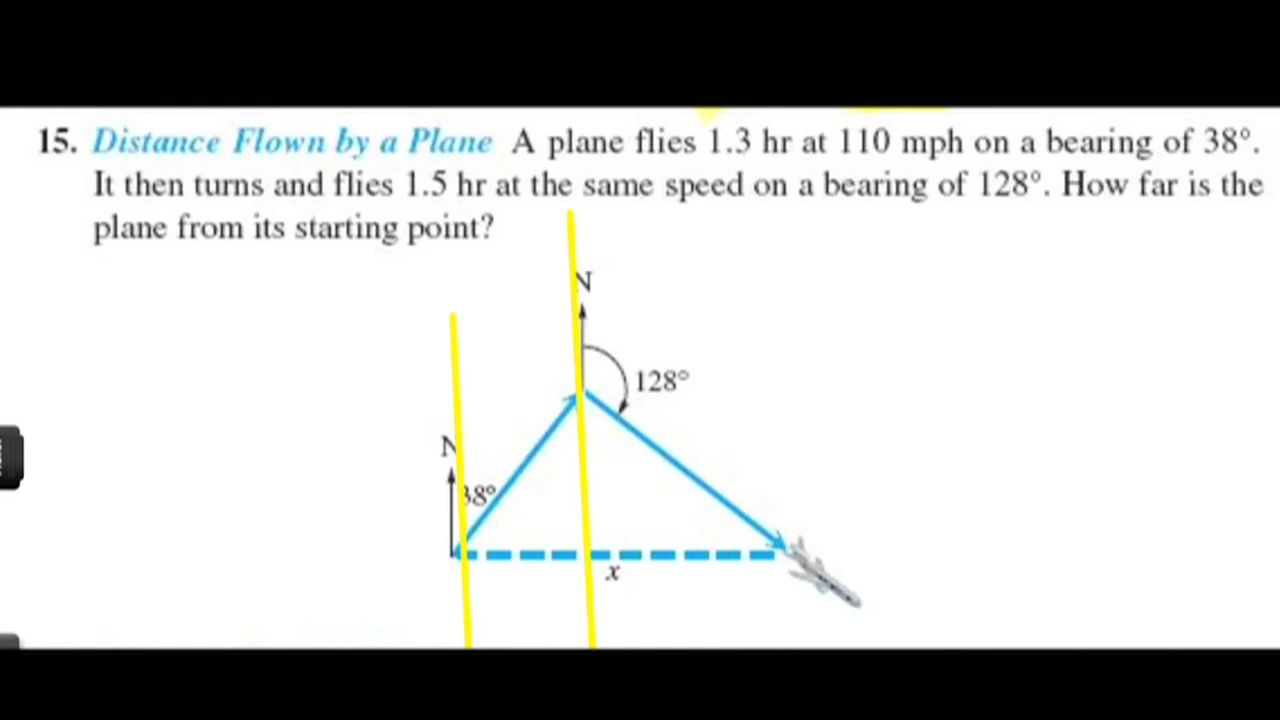 15. Distance Flown by a Plane A plane flies 1.3 hr at 110 mph on a bearing of 38°.
It then turns and flies 1.5 hr at the same speed on a bearing of 128°. How far is the
plane from its starting point?
N
128°
N
38°
x